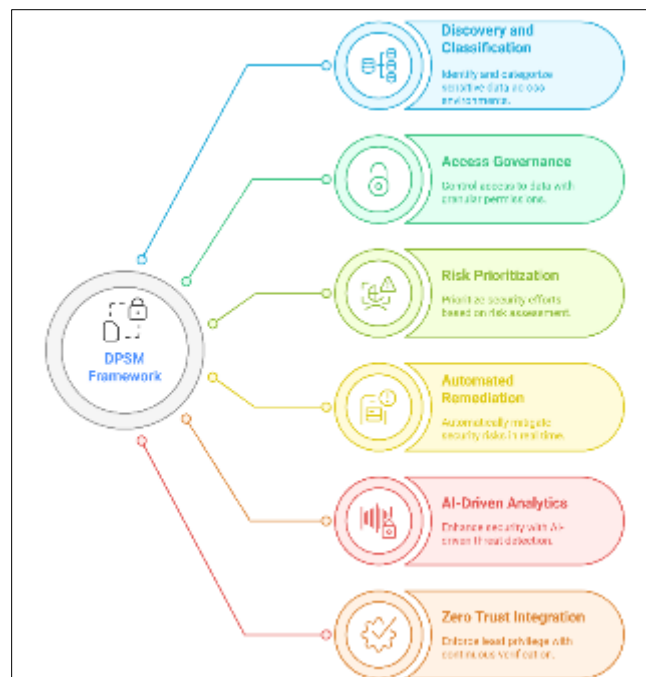 Discovery and
Classification
Identify and categorize
sensitive data across
environments.
Access Governance
Control access to data with
granular permissions.
DPSM
Framework
Risk Prioritization
Prioritize security efforts
based on risk assessment.
Automated
Remediation
Automatically mitigate
security risks in real time.
AI-Driven Analytics
Enhance security with AI-
driven threat detection.
Zero Trust Integration
Enforce least privilege with
continuous verification.